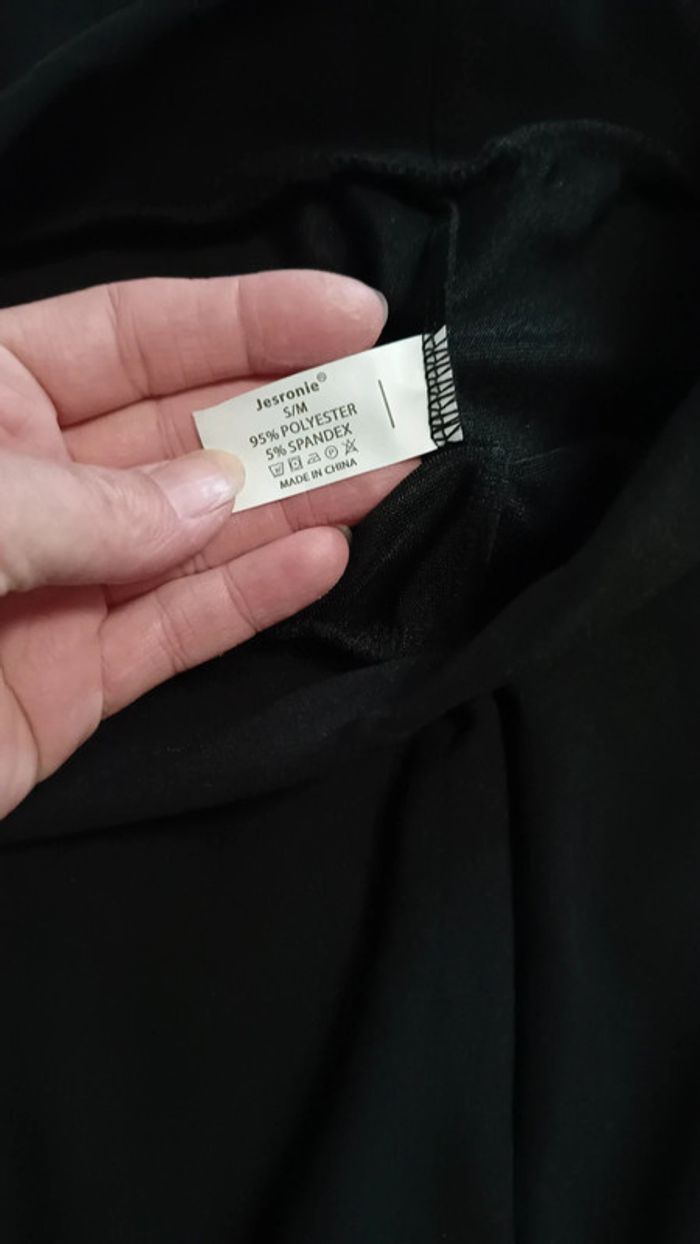 Jesronie®
S/M
95% POLYESTER
5% SPANDEX
MADE IN CHINA